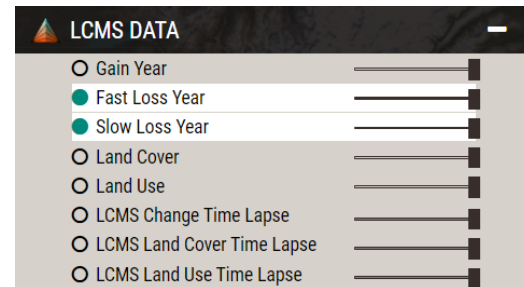 LCMS DATA
Gain Year
Fast Loss Year
Slow Loss Year
Land Cover
Land Use
LCMS Change Time Lapse
LCMS Land Cover Time Lapse
LCMS Land Use Time Lapse